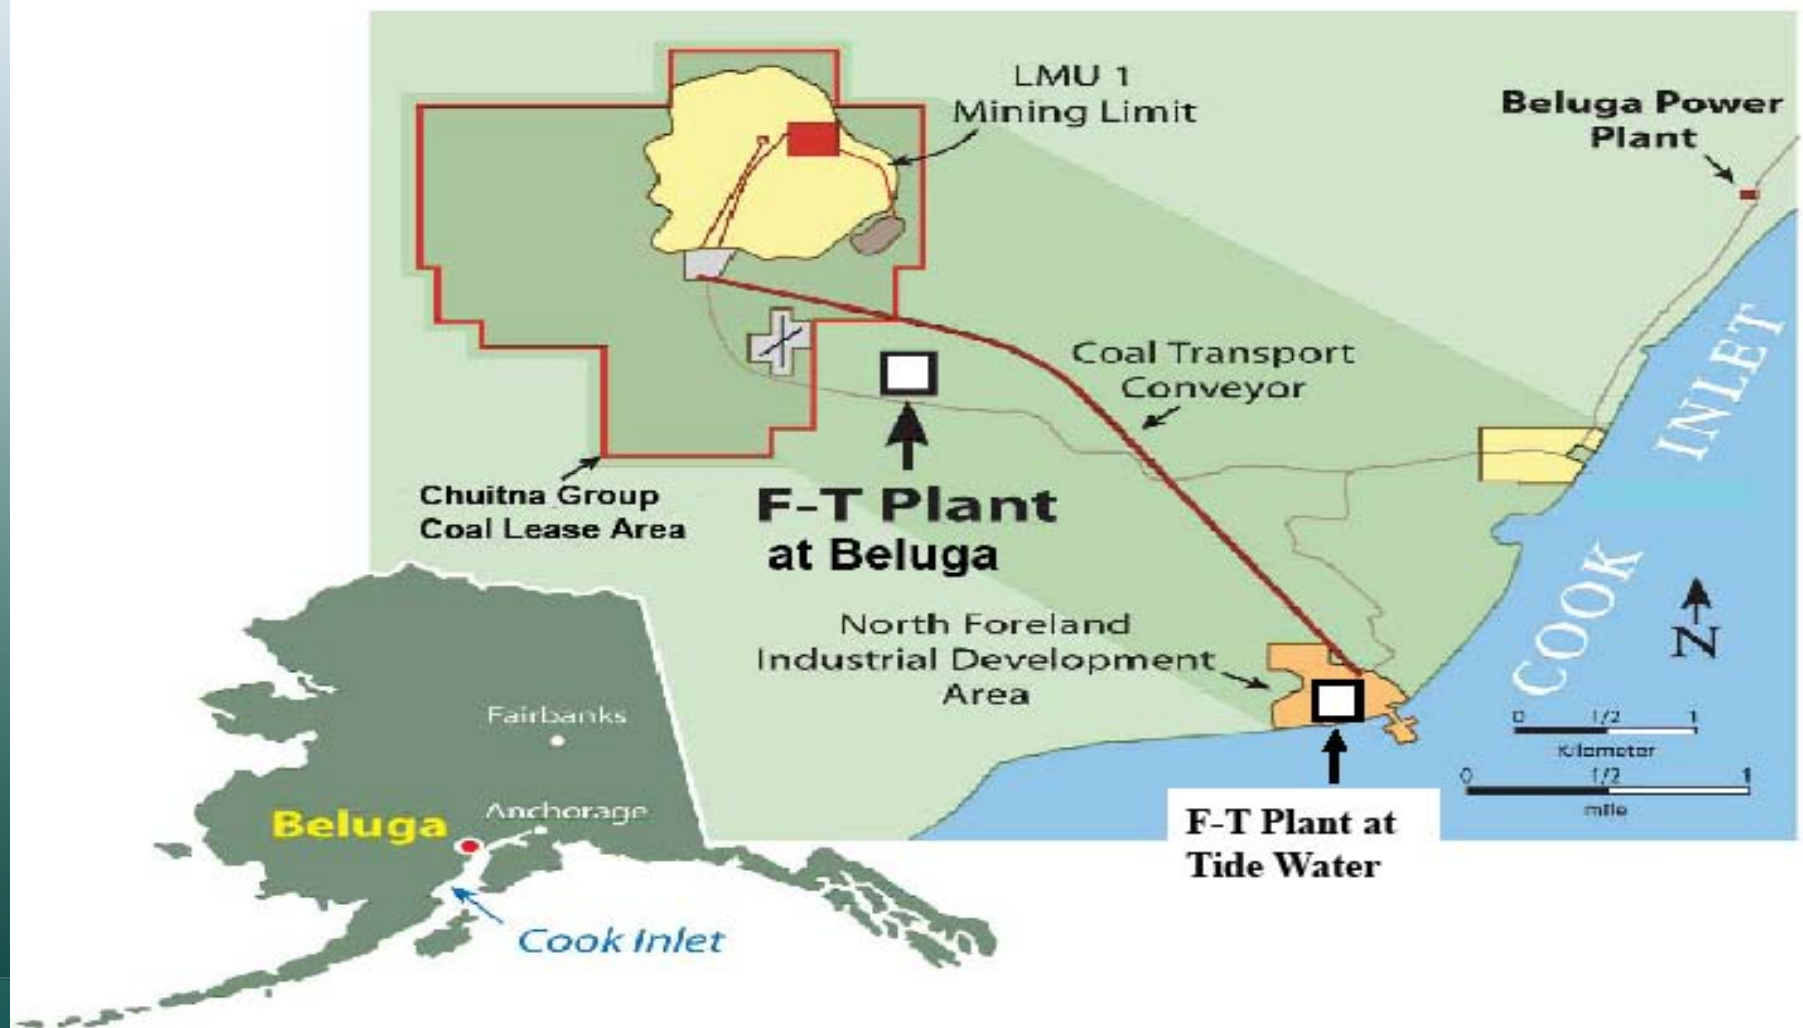 LMU 1
Mining Limit
Beluga Power
Plant
Coal Transport
Conveyor
Chuitna Group
Coal Lease Area
F-T Plant
at Beluga
COOK INLET
North Foreland
Industrial Development
Area
N
0 1/2 1
Kilometer
0 1/2 1
mile
F-T Plant at
Tide Water
Fairbanks
Anchorage
Beluga
Cook Inlet